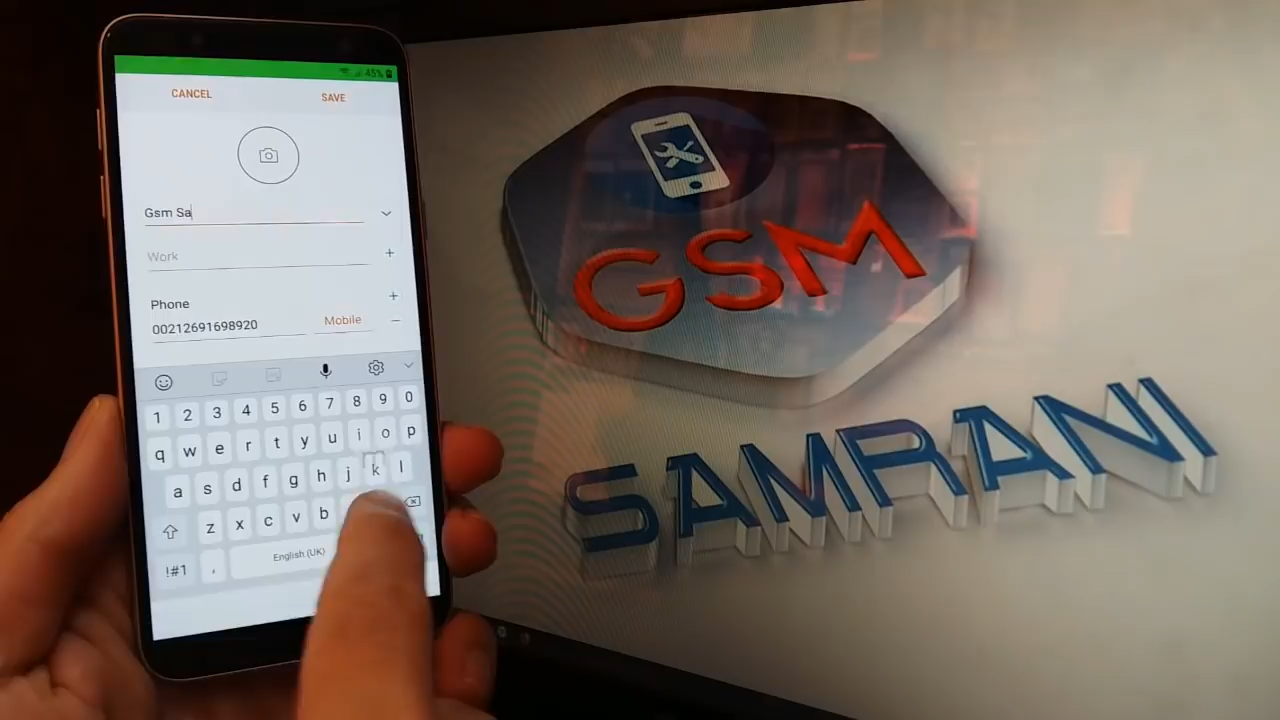 45%
CANCEL SAVE
Gsm Sa
Work
Phone
00212691698920 Mobile
1 2 3 4 5 6 7 8 9 0
q w e r t y u i o p
a s d f g h j k l
z x c v b
!#1 , English (UK)
GSM
SAMRANI